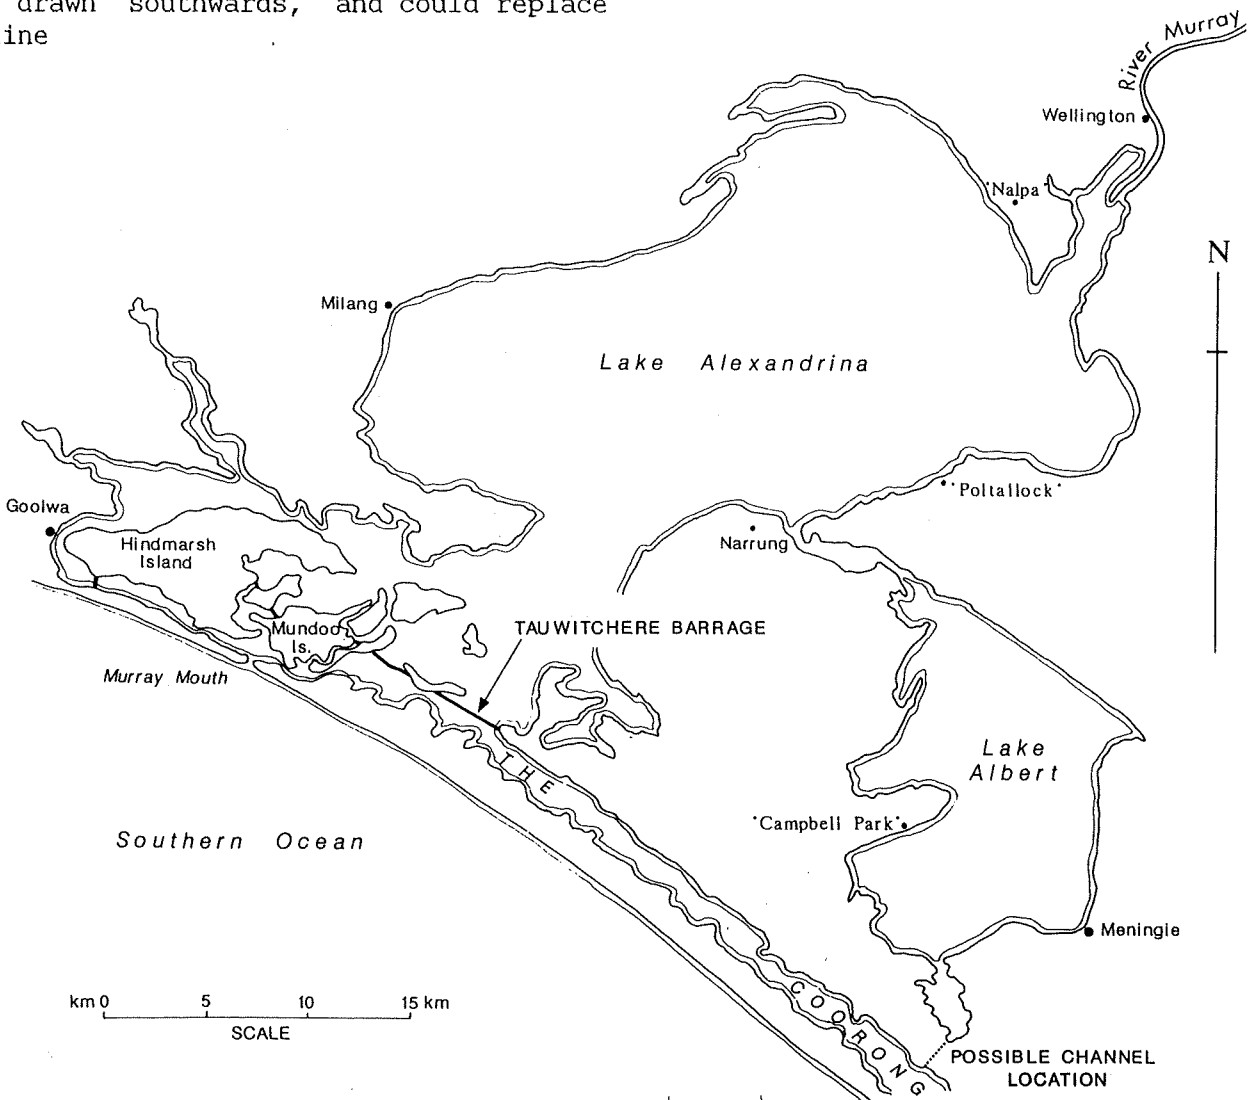 drawn southwards, and could replace
ine
River Murray
Wellington
'Nalpa'
N
Milang
Lake Alexandrina
Goolwa
'Poltallock'
Hindmarsh
Island
Narrung
Mundoo
Is.
TAUWITCHERE BARRAGE
Murray Mouth
THE
Lake
Albert
Southern Ocean
'Campbell Park'
Meningie
COORONG
km 0 5 10 15 km
SCALE
POSSIBLE CHANNEL
LOCATION